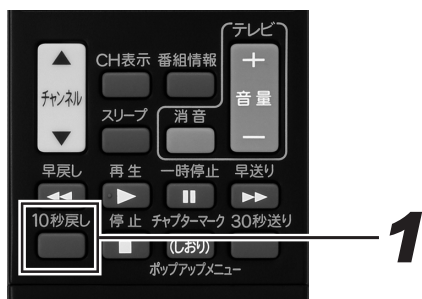 テレビ
CH表示 番組情報
チャンネル
音量
スリープ 消音
早戻し 再生 一時停止 早送り
10秒戻し 停止 チャプターマーク 30秒送り
(しおり)
ポップアップメニュー
1